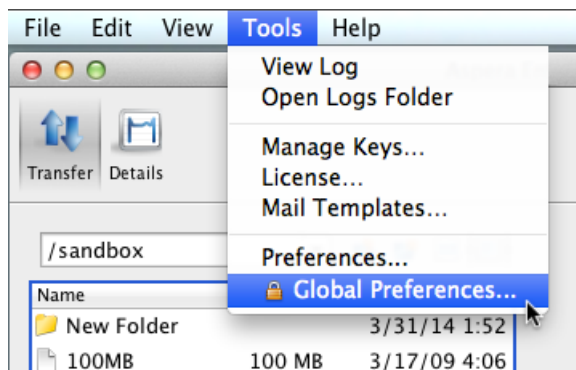 File Edit View Tools Help
View Log
Open Logs Folder
Manage Keys...
License...
Mail Templates...
Preferences...
Global Preferences...
Transfer Details
/sandbox
Name
New Folder 3/31/14 1:52
100MB 100 MB 3/17/09 4:06